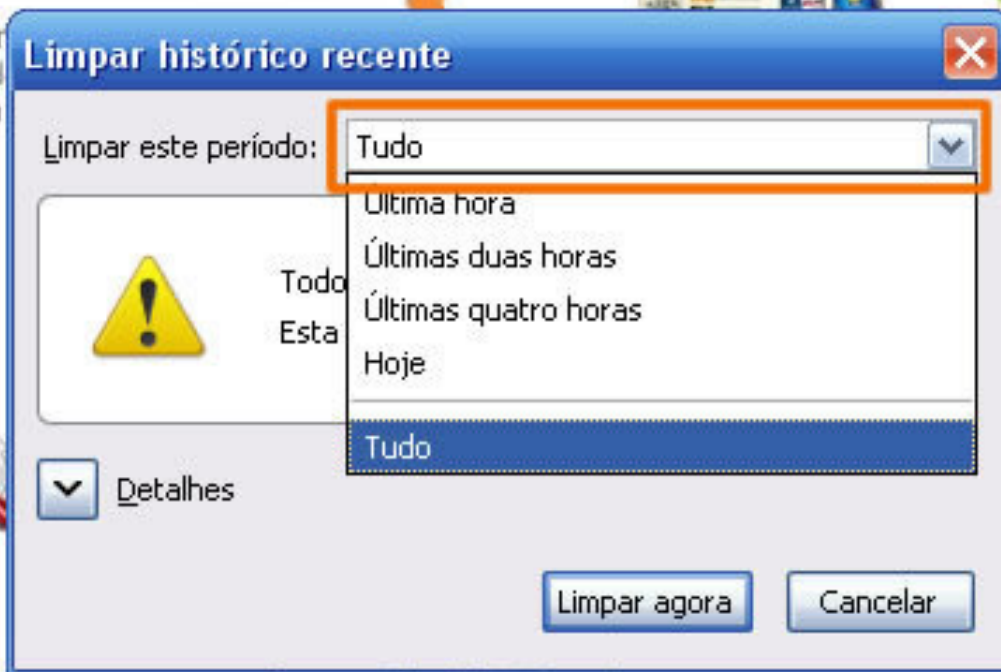 Limpar histórico recente
Limpar este período: Tudo
Última hora
Últimas duas horas
Todo
Últimas quatro horas
Esta
Hoje
Tudo
Detalhes
Limpar agora Cancelar